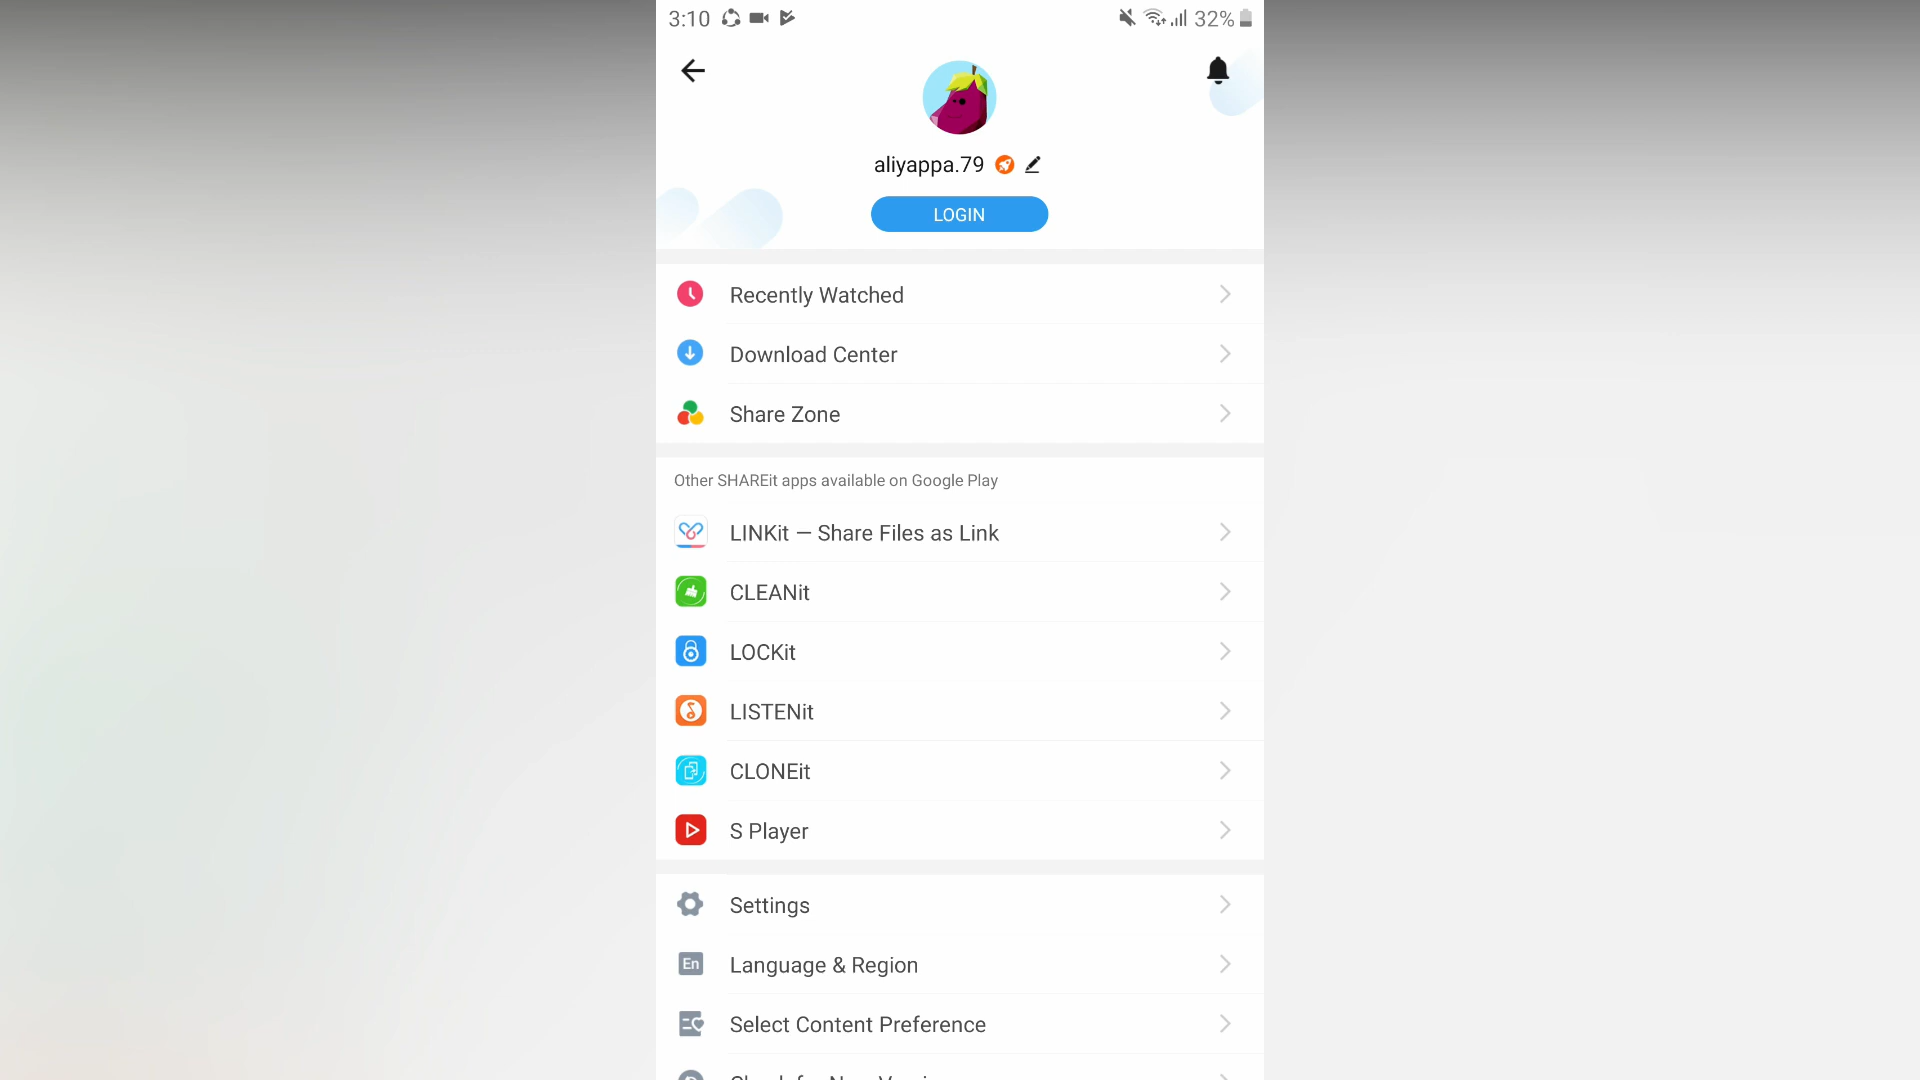 3:10
32%
aliyappa.79
LOGIN
Recently Watched
Download Center
Share Zone
Other SHAREit apps available on Google Play
LINKit — Share Files as Link
CLEANit
LOCKit
LISTENit
CLONEit
S Player
Settings
En
Language & Region
Select Content Preference